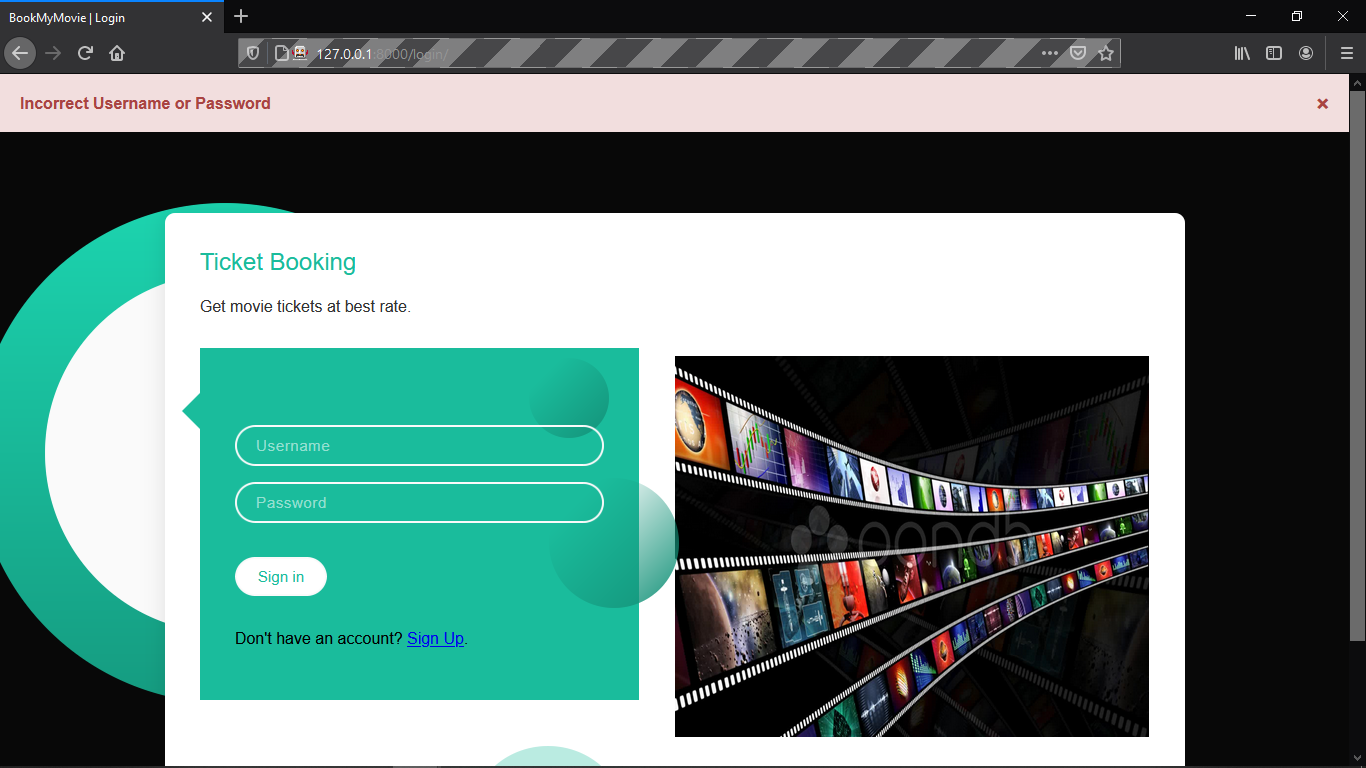 BookMyMovie | Login
127.0.0.1:8000/login/
Incorrect Username or Password
Ticket Booking
Get movie tickets at best rate.
Username
Password
Sign in
Don't have an account? Sign Up.